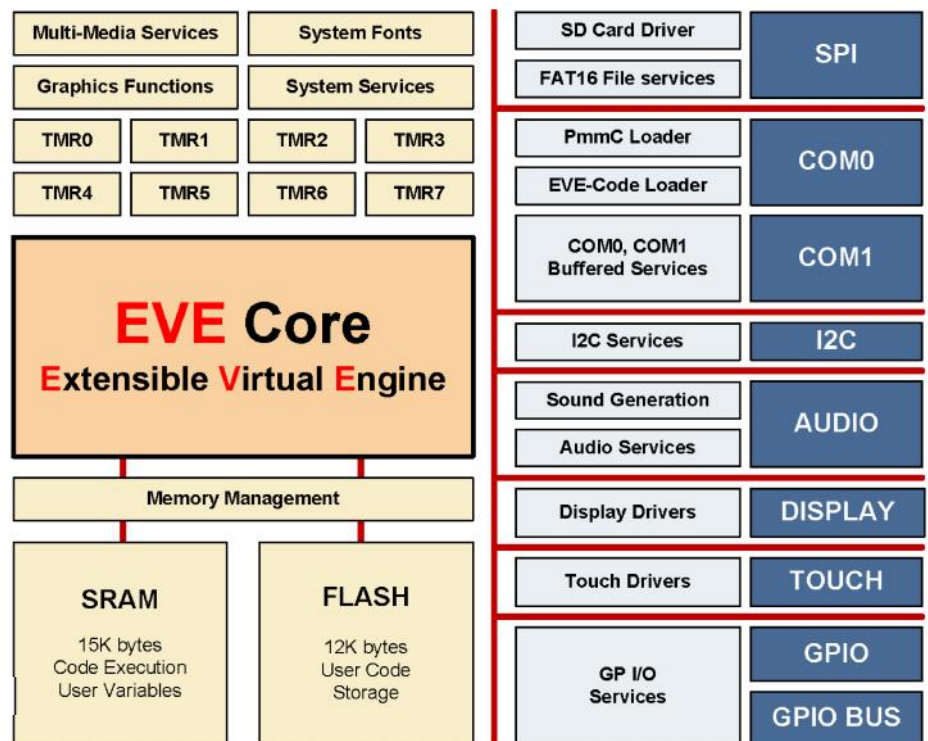 Multi-Media Services
System Fonts
Graphics Functions
System Services
TMR0
TMR1
TMR2
TMR3
TMR4
TMR5
TMR6
TMR7
EVE Core
Extensible Virtual Engine
Memory Management
SRAM
15K bytes
Code Execution
User Variables
FLASH
12K bytes
User Code
Storage
SD Card Driver
FAT16 File services
SPI
PmmC Loader
EVE-Code Loader
COM0
COM0, COM1
Buffered Services
COM1
I2C Services
I2C
Sound Generation
Audio Services
AUDIO
Display Drivers
DISPLAY
Touch Drivers
TOUCH
GP I/O
Services
GPIO
GPIO BUS